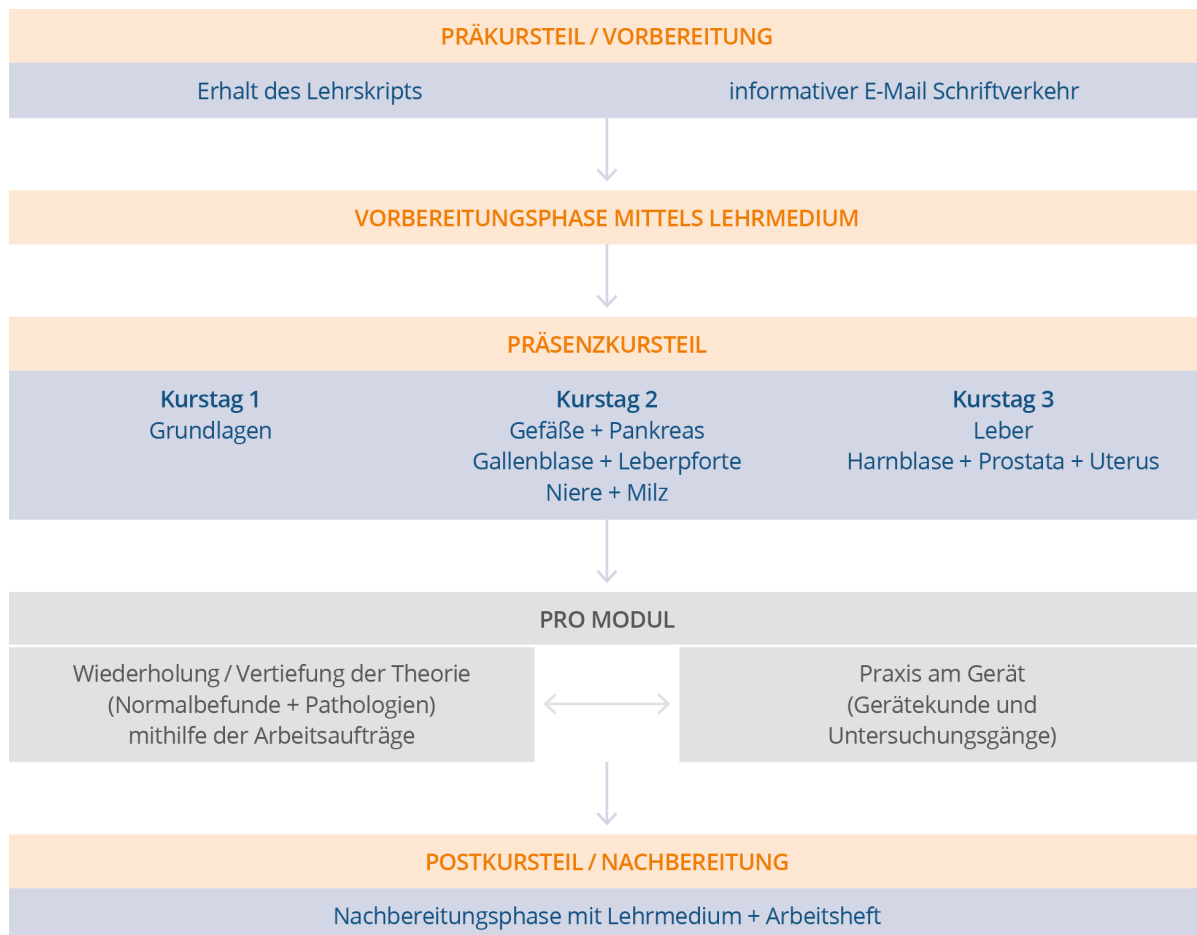 PRÄKURSTEIL / VORBEREITUNG
Erhalt des Lehrskripts
informativer E-Mail Schriftverkehr
VORBEREITUNGSPHASE MITTELS LEHRMEDIUM
PRÄSENZKURSTEIL
Kurstag 1
Grundlagen
Kurstag 2
Gefäße + Pankreas
Gallenblase + Leberpforte
Niere + Milz
Kurstag 3
Leber
Harnblase + Prostata + Uterus
PRO MODUL
Wiederholung / Vertiefung der Theorie
(Normalbefunde + Pathologien)
mithilfe der Arbeitsaufträge
Praxis am Gerät
(Gerätekunde und
Untersuchungsgänge)
POSTKURSTEIL / NACHBEREITUNG
Nachbereitungsphase mit Lehrmedium + Arbeitsheft